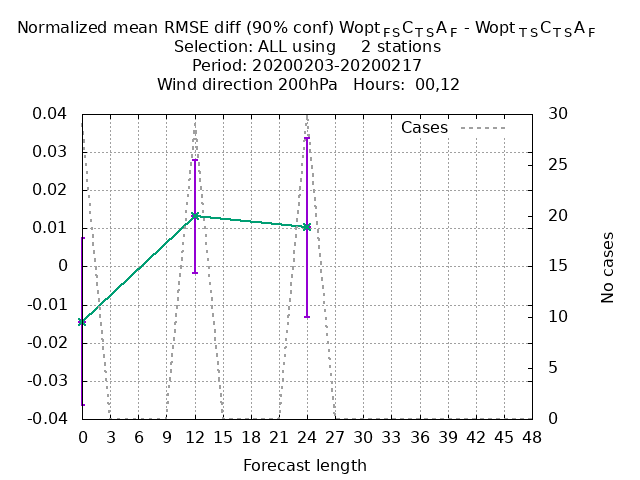 Normalized mean RMSE diff (90% conf) Wopt FS C TS A F - Wopt TS C TS A F
Selection: ALL using 2 stations
Period: 20200203-20200217
Wind direction 200hPa Hours: 00,12
Cases
0.04
0.03
0.02
0.01
0
-0.01
-0.02
-0.03
-0.04
30
25
20
15
10
5
0
No cases
0 3 6 9 12 15 18 21 24 27 30 33 36 39 42 45 48
Forecast length